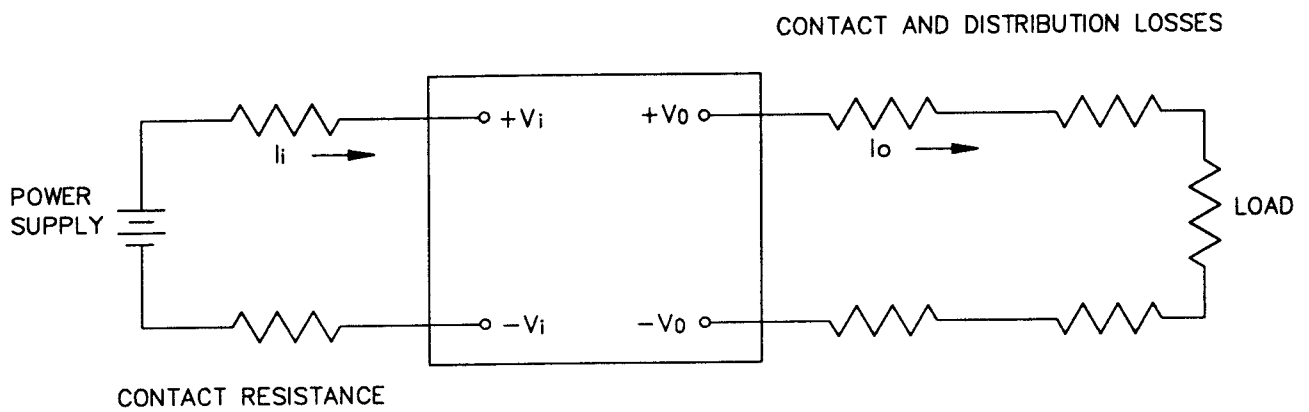 CONTACT AND DISTRIBUTION LOSSES
+Vi
+VO
Ii
IO
POWER
SUPPLY
LOAD
-Vi
-VO
CONTACT RESISTANCE